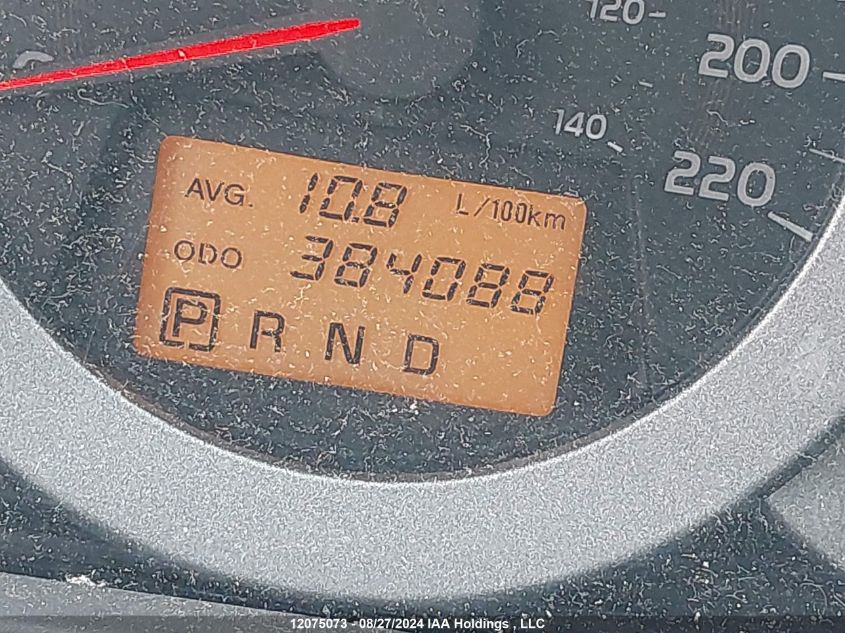 120
200
140
220
AVG. 10.8 L/100km
ODO 384088
P R N D
12075073 - 08/27/2024 IAA Holdings , LLC